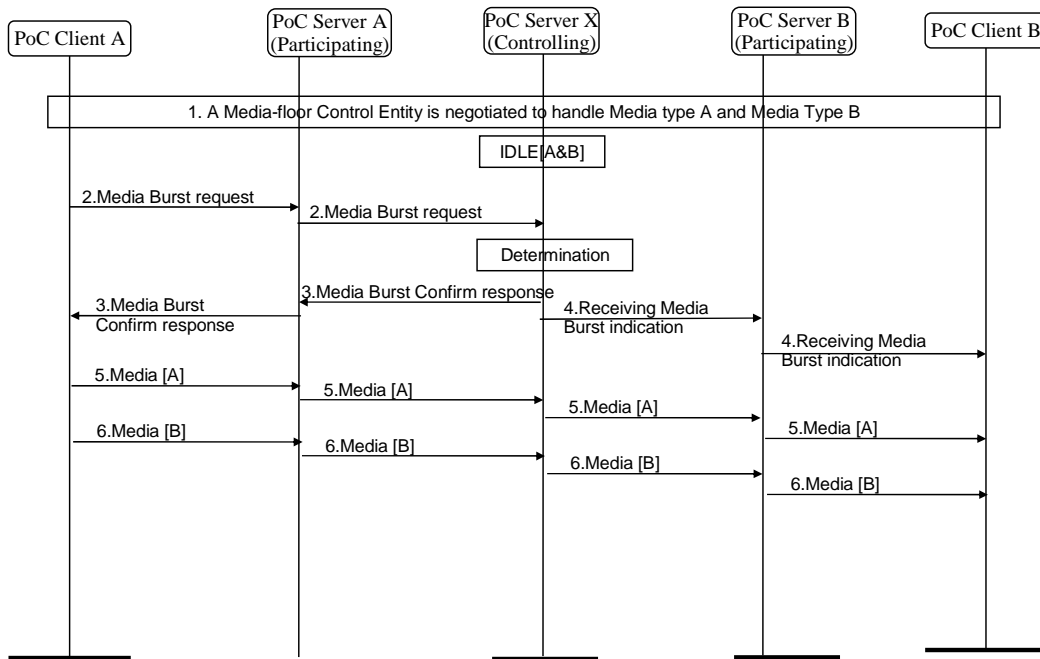 PoC Client A
PoC Server A
(Participating)
PoC Server X
(Controlling)
PoC Server B
(Participating)
PoC Client B
1. A Media-floor Control Entity is negotiated to handle Media type A and Media Type B
IDLE[A&B]
2.Media Burst request
2.Media Burst request
Determination
3.Media Burst Confirm response
3.Media Burst
Confirm response
4.Receiving Media
Burst indication
4.Receiving Media
Burst indication
5.Media [A]
5.Media [A]
5.Media [A]
5.Media [A]
6.Media [B]
6.Media [B]
6.Media [B]
6.Media [B]